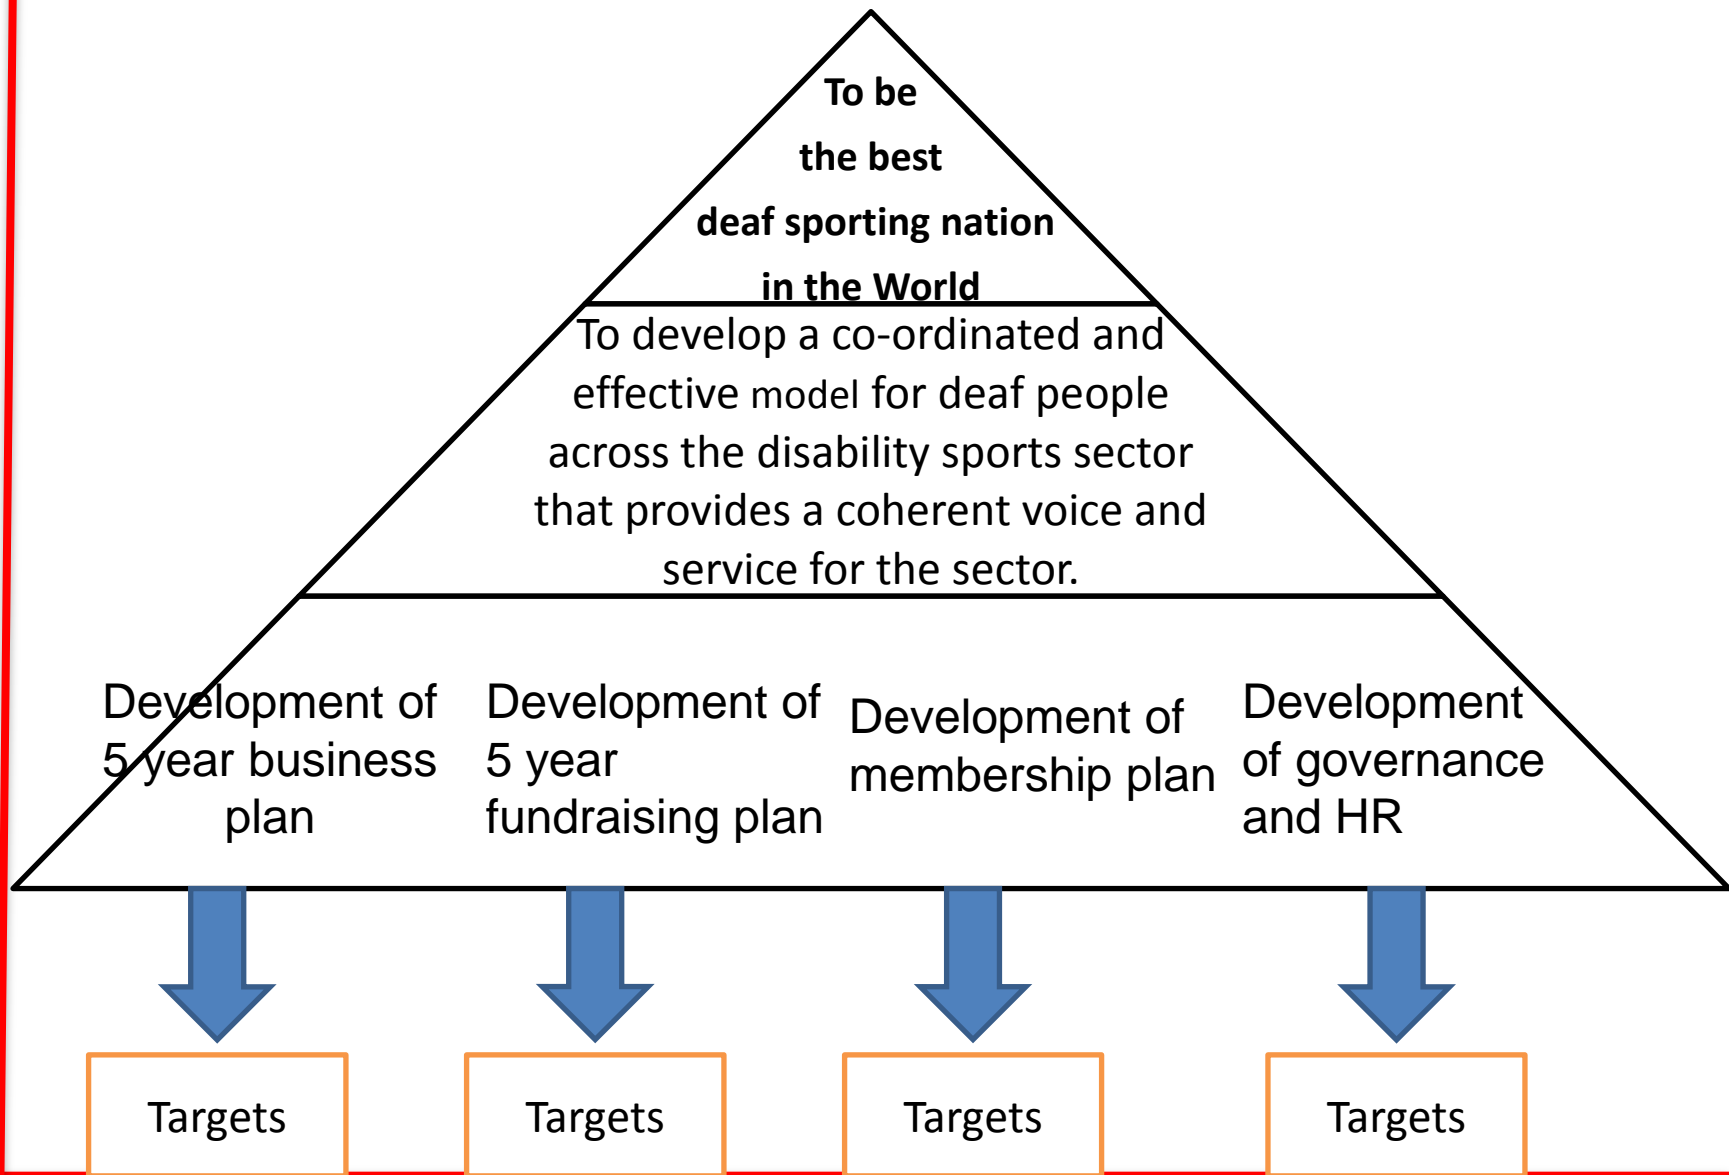 To be
the best
deaf sporting nation
in the World
To develop a co-ordinated and
effective model for deaf people
across the disability sports sector
that provides a coherent voice and
service for the sector.
Development of
5 year business
plan
Development of
5 year
fundraising plan
Development of
membership plan
Development
of governance
and HR
Targets
Targets
Targets
Targets